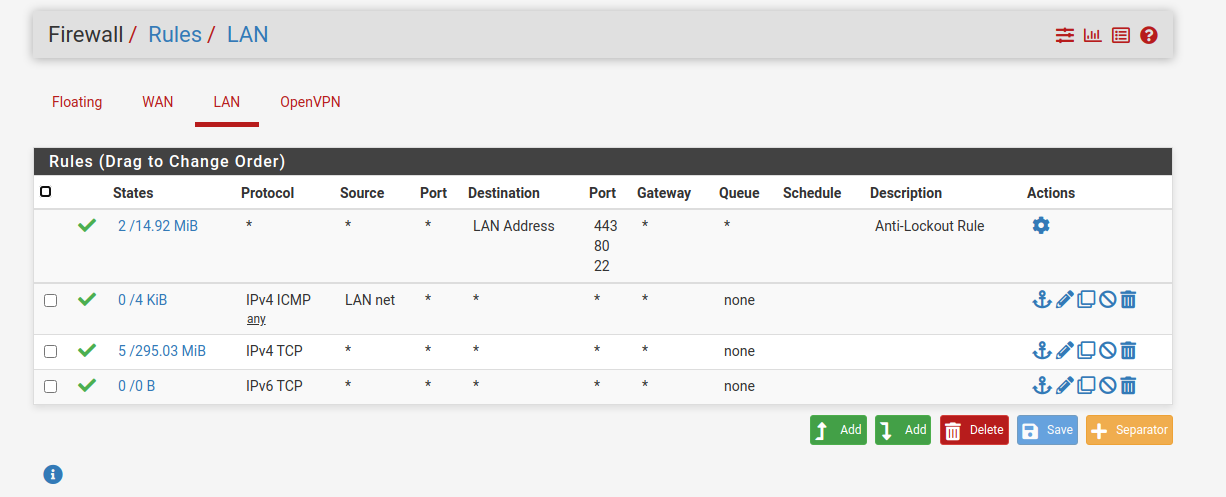 Firewall / Rules / LAN
Floating WAN LAN OpenVPN
Rules (Drag to Change Order)
States Protocol Source Port Destination Port Gateway Queue Schedule Description Actions
2 /14.92 MiB * * * LAN Address 443 * * Anti-Lockout Rule
80
22
0 /4 KiB IPv4 ICMP LAN net * * * * none
any
5 /295.03 MiB IPv4 TCP * * * * * none
0 /0 B IPv6 TCP * * * * * none
Add Add Delete Save Separator